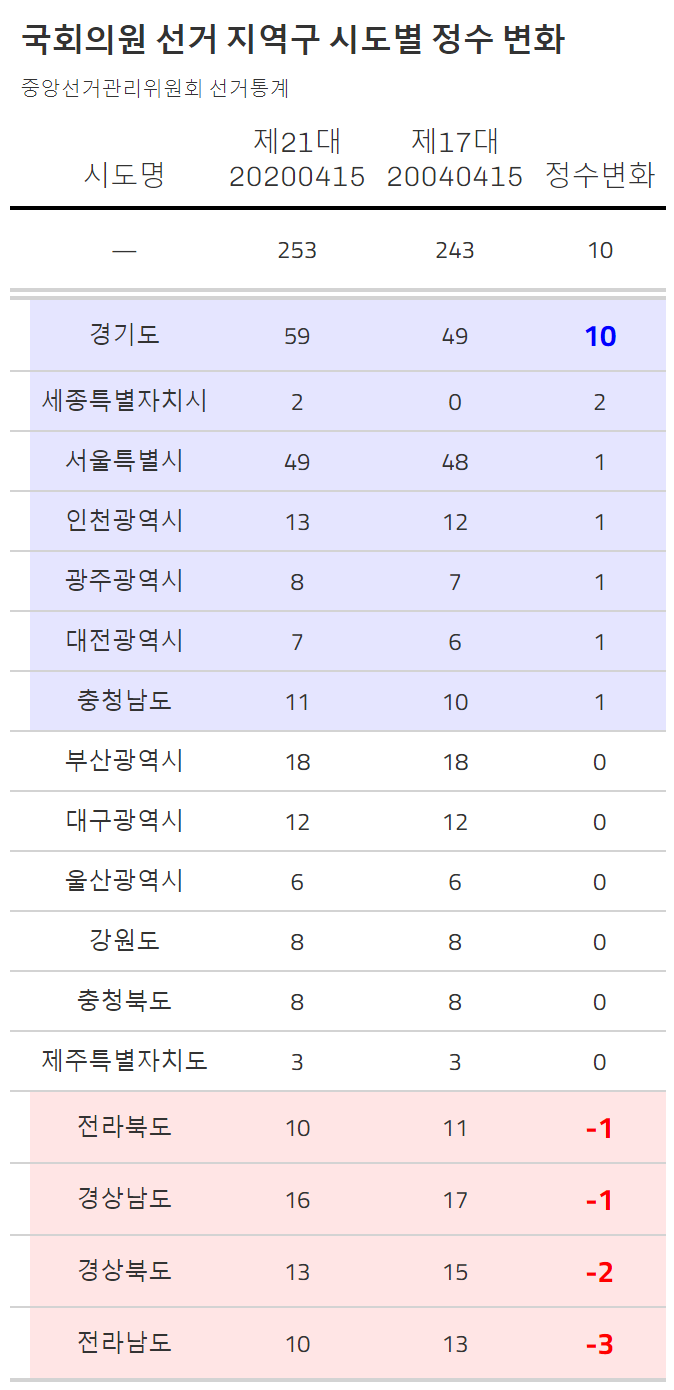 국회의원 선거 지역구 시도별 정수 변화
중앙선거관리위원회 선거통계
시도명 제21대 20200415 제17대 20040415 정수변화
— 253 243 10
경기도 59 49 10
세종특별자치시 2 0 2
서울특별시 49 48 1
인천광역시 13 12 1
광주광역시 8 7 1
대전광역시 7 6 1
충청남도 11 10 1
부산광역시 18 18 0
대구광역시 12 12 0
울산광역시 6 6 0
강원도 8 8 0
충청북도 8 8 0
제주특별자치도 3 3 0
전라북도 10 11 -1
경상남도 16 17 -1
경상북도 13 15 -2
전라남도 10 13 -3